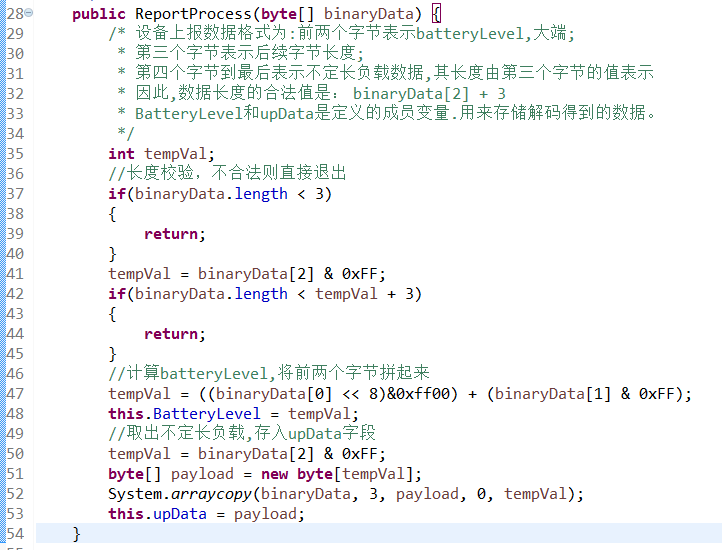 28 public ReportProcess(byte[] binaryData) {
29 /* 设备上报数据格式为:前两个字节表示batteryLevel,大端;
30 * 第三个字节表示后续字节长度;
31 * 第四个字节到最后表示不定长负载数据,其长度由第三个字节的值表示
32 * 因此,数据长度的合法值是: binaryData[2] + 3
33 * BatteryLevel和upData是定义的成员变量.用来存储解码得到的数据。
34 */
35 int tempVal;
36 //长度校验, 不合法则直接退出
37 if(binaryData.length < 3)
38 {
39 return;
40 }
41 tempVal = binaryData[2] & 0xFF;
42 if(binaryData.length < tempVal + 3)
43 {
44 return;
45 }
46 //计算batteryLevel,将前两个字节拼起来
47 tempVal = ((binaryData[0] << 8)&0xff00) + (binaryData[1] & 0xFF);
48 this.BatteryLevel = tempVal;
49 //取出不定长负载,存入upData字段
50 tempVal = binaryData[2] & 0xFF;
51 byte[] payload = new byte[tempVal];
52 System.arraycopy(binaryData, 3, payload, 0, tempVal);
53 this.upData = payload;
54 }